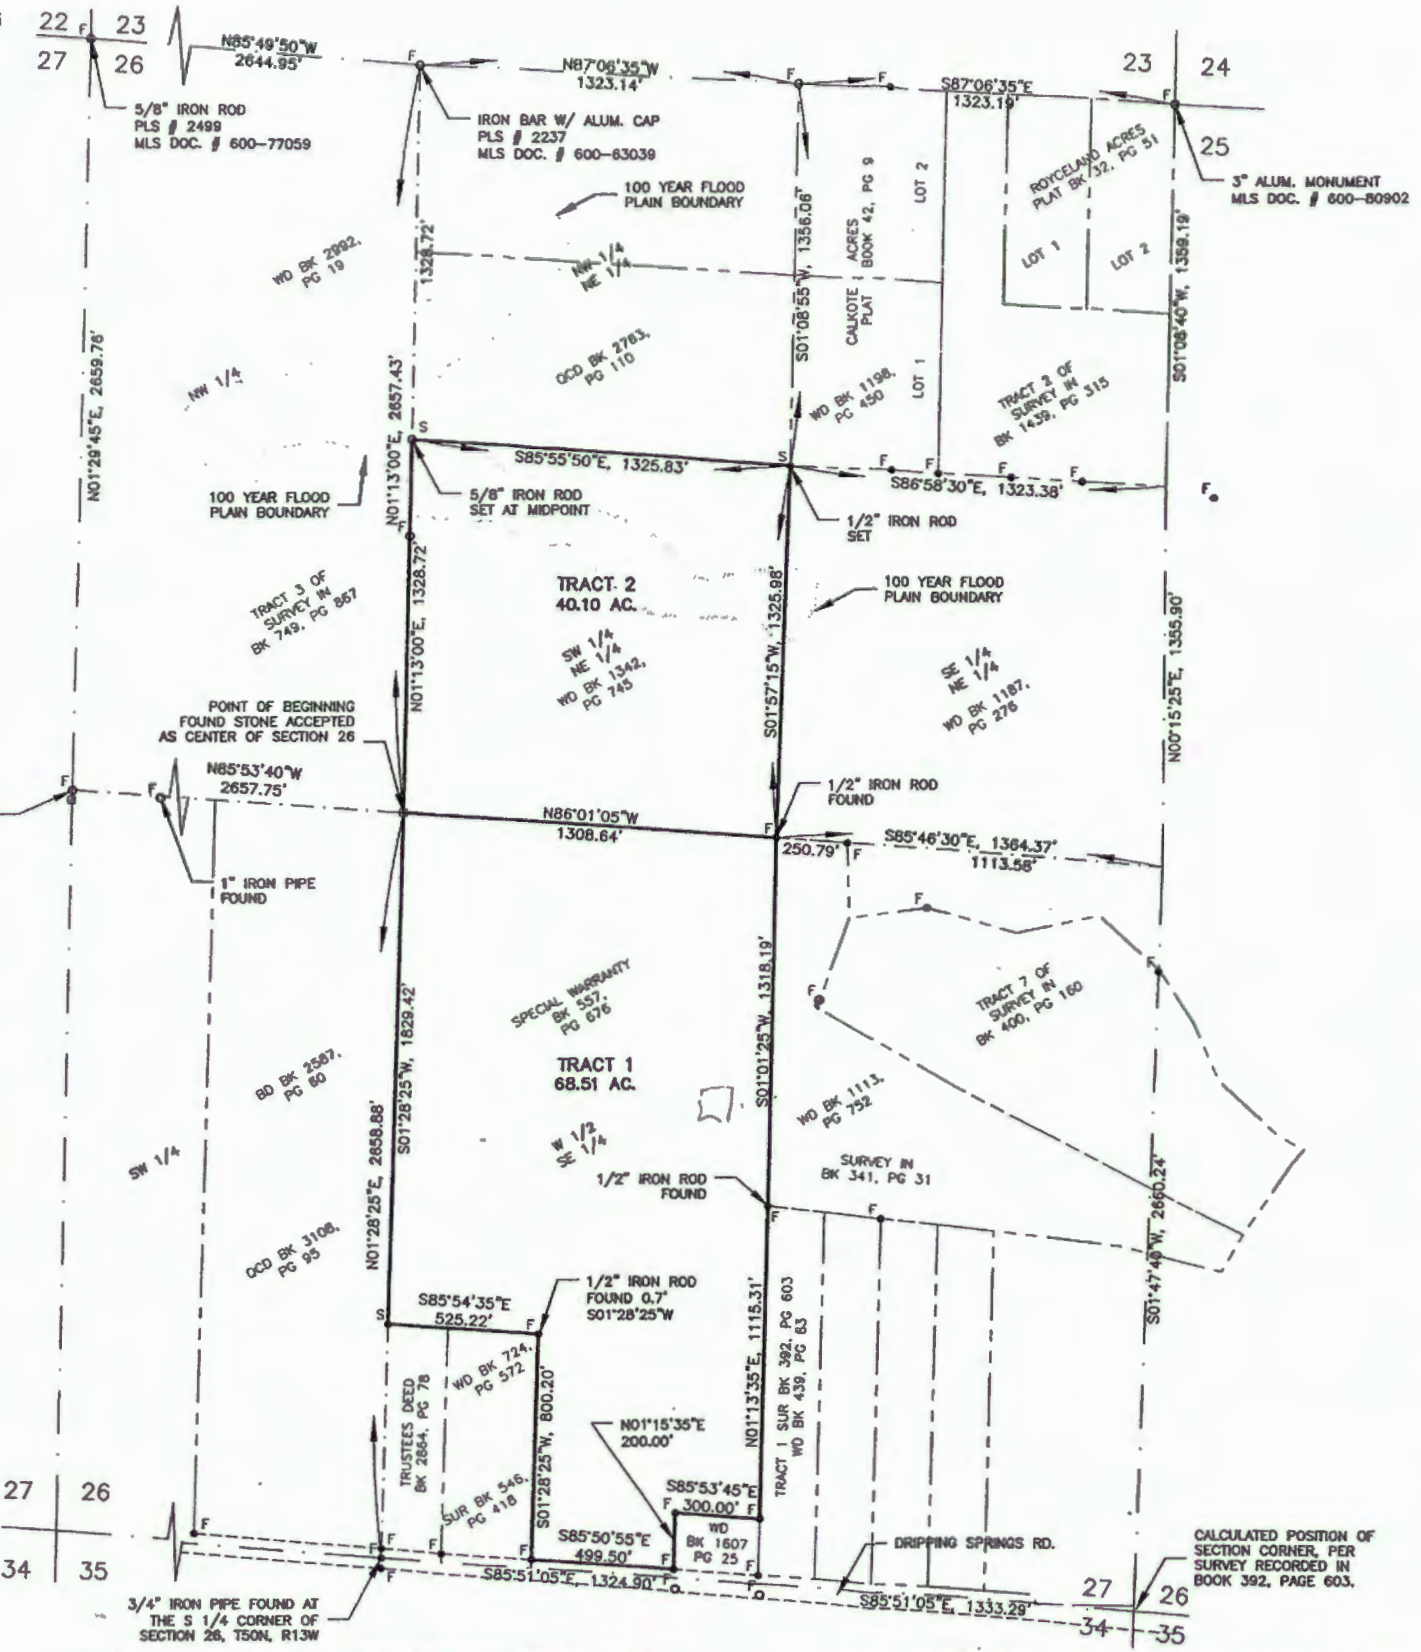 22 23
27 26
N85°49'50"W
2644.95'
F
F
N87°06'35"W
1323.14'
F
F
S87°06'35"E
1323.19'
23 24
F
25
5/8" IRON ROD
PLS # 2499
MLS DOC. # 600-77059
IRON BAR W/ ALUM. CAP
PLS # 2237
MLS DOC. # 600-63039
3" ALUM. MONUMENT
MLS DOC. # 600-80902
100 YEAR FLOOD
PLAIN BOUNDARY
WD BK 2992,
PG 19
1328.72'
NW 1/4
NE 1/4
S01°08'55"W, 1356.06'
CALKOTE ACRES
PLAT BOOK 42, PG 9
LOT 2
ROYCELAND ACRES
PLAT BK 32, PG 51
LOT 1
LOT 2
S01°08'40"W, 1359.19'
N01°29'45"E, 2659.76'
NW 1/4
QCD BK 2763,
PG 110
WD BK 1198,
PG 450
LOT 1
TRACT 2 OF
SURVEY IN
BK 1439, PG 315
N01°13'00"E, 2657.43'
S
S85°55'50"E, 1325.83'
S
S86°58'30"E, 1323.38'
F
100 YEAR FLOOD
PLAIN BOUNDARY
5/8" IRON ROD
SET AT MIDPOINT
1/2" IRON ROD
SET
F
TRACT 2
40.10 AC.
100 YEAR FLOOD
PLAIN BOUNDARY
TRACT 3 OF
SURVEY IN
BK 749, PG 867
N01°13'00"E, 1328.72'
SW 1/4
NE 1/4
WD BK 1342,
PG 745
S01°57'15"W, 1325.98'
SE 1/4
NE 1/4
WD BK 1187,
PG 276
N00°15'25"E, 1355.90'
POINT OF BEGINNING
FOUND STONE ACCEPTED
AS CENTER OF SECTION 26
F
F
N85°53'40"W
2657.75'
N86°01'05"W
1308.64'
1/2" IRON ROD
FOUND
F
250.79'
F
S85°46'30"E, 1364.37'
1113.58'
1" IRON PIPE
FOUND
F
F
F
TRACT 7 OF
SURVEY IN
BK 400, PG 160
SPECIAL WARRANTY
BK 557,
PG 676
S01°28'25"W, 1829.42'
S01°01'25"W, 1318.19'
TRACT 1
68.51 AC.
BD BK 2587,
PG 60
WD BK 1113,
PG 752
W 1/2
SE 1/4
SW 1/4
N01°28'25"E, 2658.88'
1/2" IRON ROD
FOUND
SURVEY IN
BK 341, PG 31
F
F
S01°47'40"W, 2660.24'
QCD BK 3108,
PG 95
S
S85°54'35"E
525.22'
F
1/2" IRON ROD
FOUND 0.7'
S01°28'25"W
N01°13'35"E, 1115.31'
TRACT 1 SUR BK 392, PG 603
WD BK 439, PG 63
TRUSTEES DEED
BK 2664, PG 78
WD BK 724,
PG 572
S01°28'25"W, 800.20'
N01°15'35"E
200.00'
SUR BK 546,
PG 418
S85°53'45"E
F 300.00' F
WD
BK 1607
PG 25
27 26
34 35
F
F
F
F
F
S85°50'55"E
499.50'
S85°51'05"E, 1324.90'
F
F
F
F
DRIPPING SPRINGS RD.
S85°51'05"E, 1333.29'
27 26
34 35
CALCULATED POSITION OF
SECTION CORNER, PER
SURVEY RECORDED IN
BOOK 392, PAGE 603.
3/4" IRON PIPE FOUND AT
THE S 1/4 CORNER OF
SECTION 26, T50N, R13W